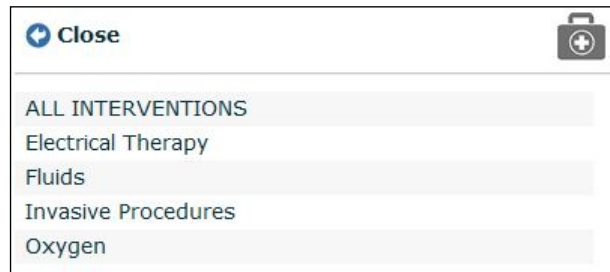 Close
ALL INTERVENTIONS
Electrical Therapy
Fluids
Invasive Procedures
Oxygen